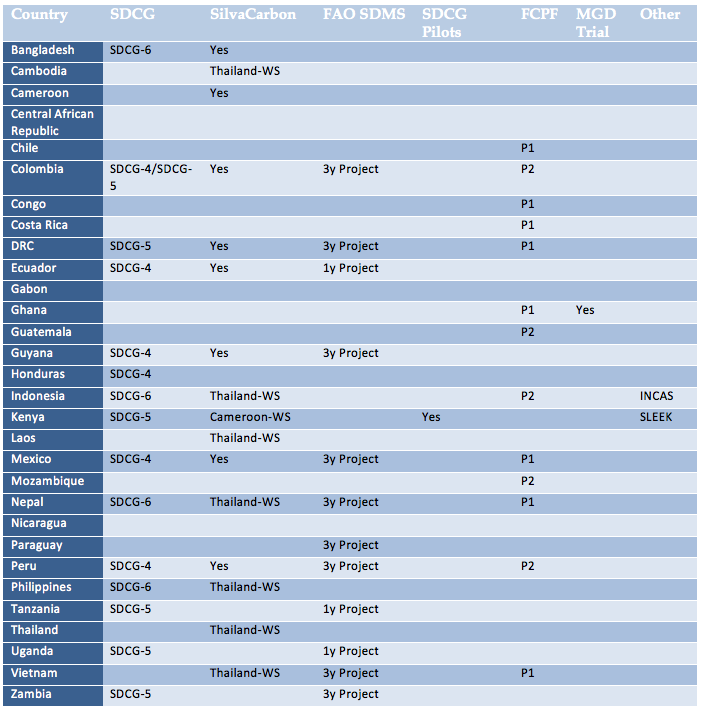 Country SDCG SilvaCarbon FAO SDMS SDCG Pilots FCPF MGD Trial Other
Bangladesh SDCG-6 Yes
Cambodia Thailand-WS
Cameroon Yes
Central African Republic
Chile P1
Colombia SDCG-4/SDCG-5 Yes 3y Project P2
Congo P1
Costa Rica P1
DRC SDCG-5 Yes 3y Project P1
Ecuador SDCG-4 Yes 1y Project
Gabon
Ghana P1 Yes
Guatemala P2
Guyana SDCG-4 Yes 3y Project
Honduras SDCG-4
Indonesia SDCG-6 Thailand-WS P2 INCAS
Kenya SDCG-5 Cameroon-WS Yes SLEEK
Laos Thailand-WS
Mexico SDCG-4 Yes 3y Project P1
Mozambique P2
Nepal SDCG-6 Thailand-WS 3y Project P1
Nicaragua
Paraguay 3y Project
Peru SDCG-4 Yes 3y Project P2
Philippines SDCG-6 Thailand-WS
Tanzania SDCG-5 1y Project
Thailand Thailand-WS
Uganda SDCG-5 1y Project
Vietnam Thailand-WS 3y Project P1
Zambia SDCG-5 3y Project